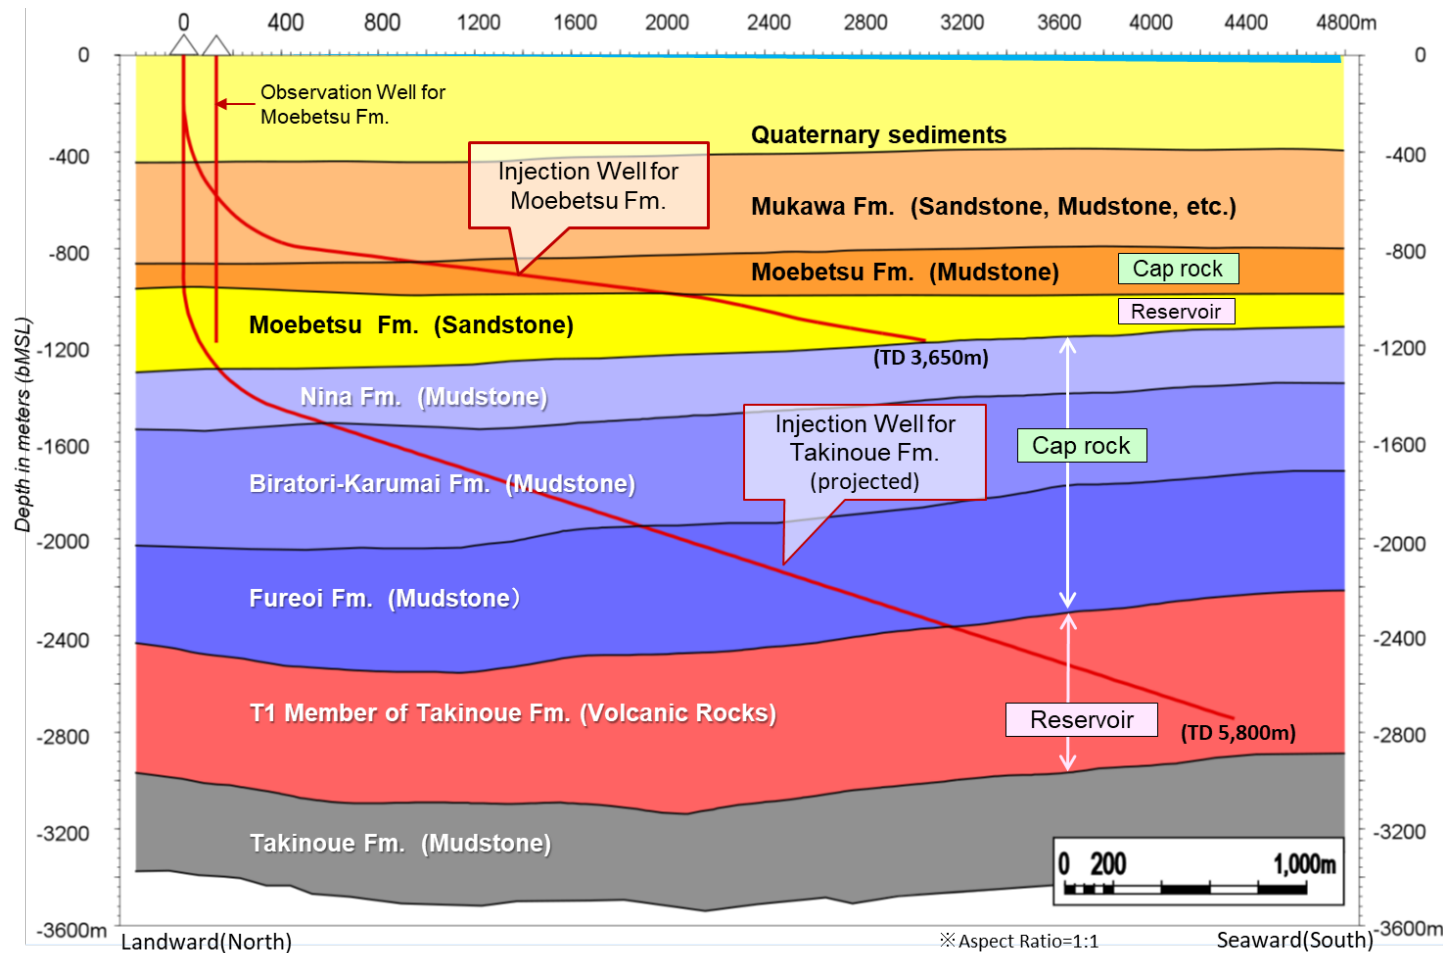 0 400 800 1200 1600 2000 2400 2800 3200 3600 4000 4400 4800m
0 0
Observation Well for
Moebetsu Fm.
Quaternary sediments
-400 -400
Injection Well for
Moebetsu Fm.
Mukawa Fm. (Sandstone, Mudstone, etc.)
-800 -800
Moebetsu Fm. (Mudstone)
Cap rock
Reservoir
Moebetsu Fm. (Sandstone)
-1200 -1200
(TD 3,650m)
Nina Fm. (Mudstone)
Injection Well for
Takinoue Fm.
(projected)
Cap rock
-1600 -1600
Biratori-Karumai Fm. (Mudstone)
Depth in meters (bMSL)
-2000 -2000
Fureoi Fm. (Mudstone）
-2400 -2400
T1 Member of Takinoue Fm. (Volcanic Rocks)
Reservoir
(TD 5,800m)
-2800 -2800
-3200 -3200
Takinoue Fm. (Mudstone)
0 200 1,000m
-3600m -3600m
Landward(North)
※Aspect Ratio=1:1
Seaward(South)